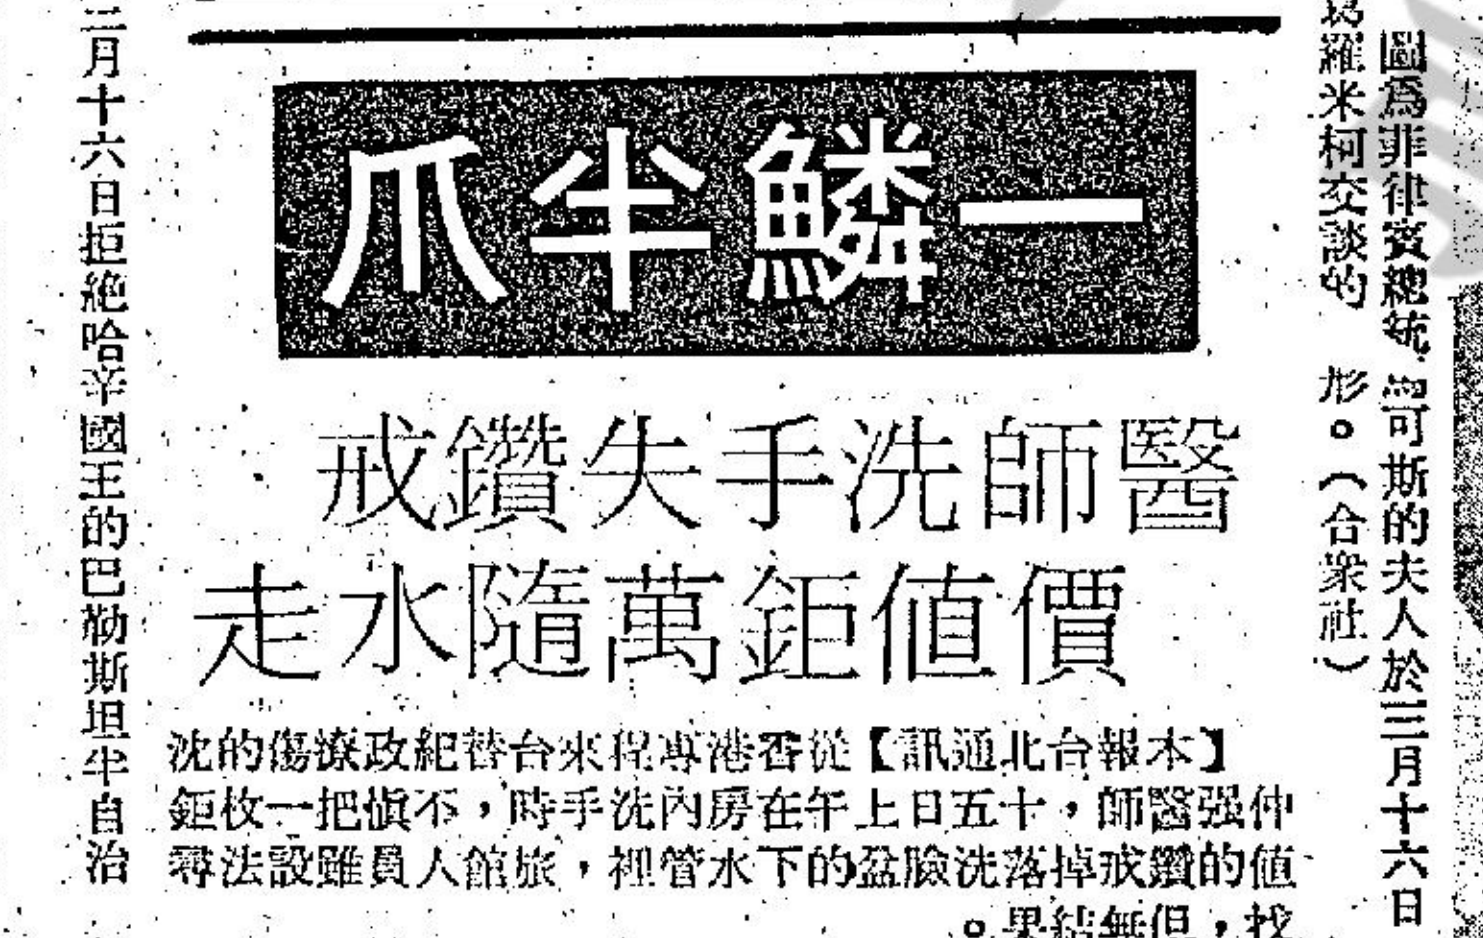 圖爲非律賓總統 可斯的夫人於三月十六日
羅米柯交談的 形。(合衆社)
一鱗半爪
醫師洗手失鑽戒
價值鉅萬隨水走
【本報台北通訊】從香港專程來台替紀政療傷的沈
仲强醫師，十五日上午在房內洗手時，不愼把一枚鉅
值的鑽戒掉落洗臉盆的下水管裡，旅館人員雖設法尋
找，但無結果。
三月十六日拒絶哈辛國王的巴勒斯坦半自治